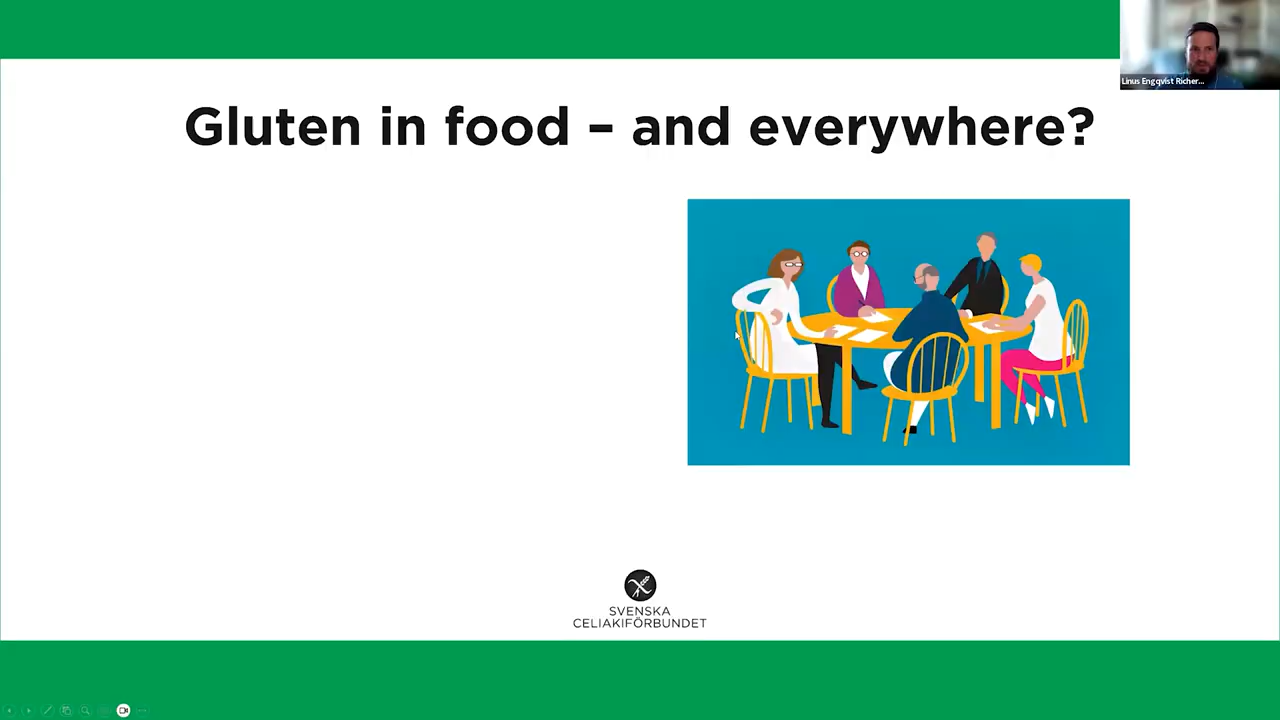 Linus Engqvist Richer...
Gluten in food – and everywhere?
SVENSKA
CELIAKIFÖRBUNDET